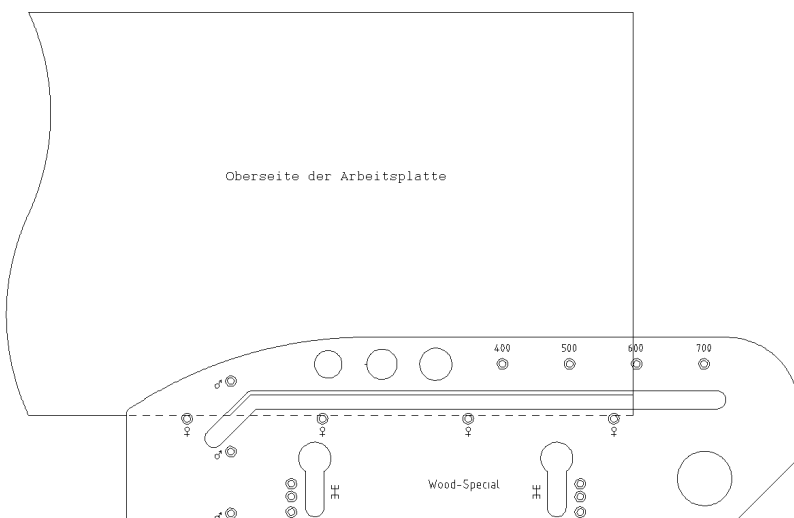 Oberseite der Arbeitsplatte
400 500 600 700
♂
♀ ♀ ♀ ♀
♂
Wood-Special
♂